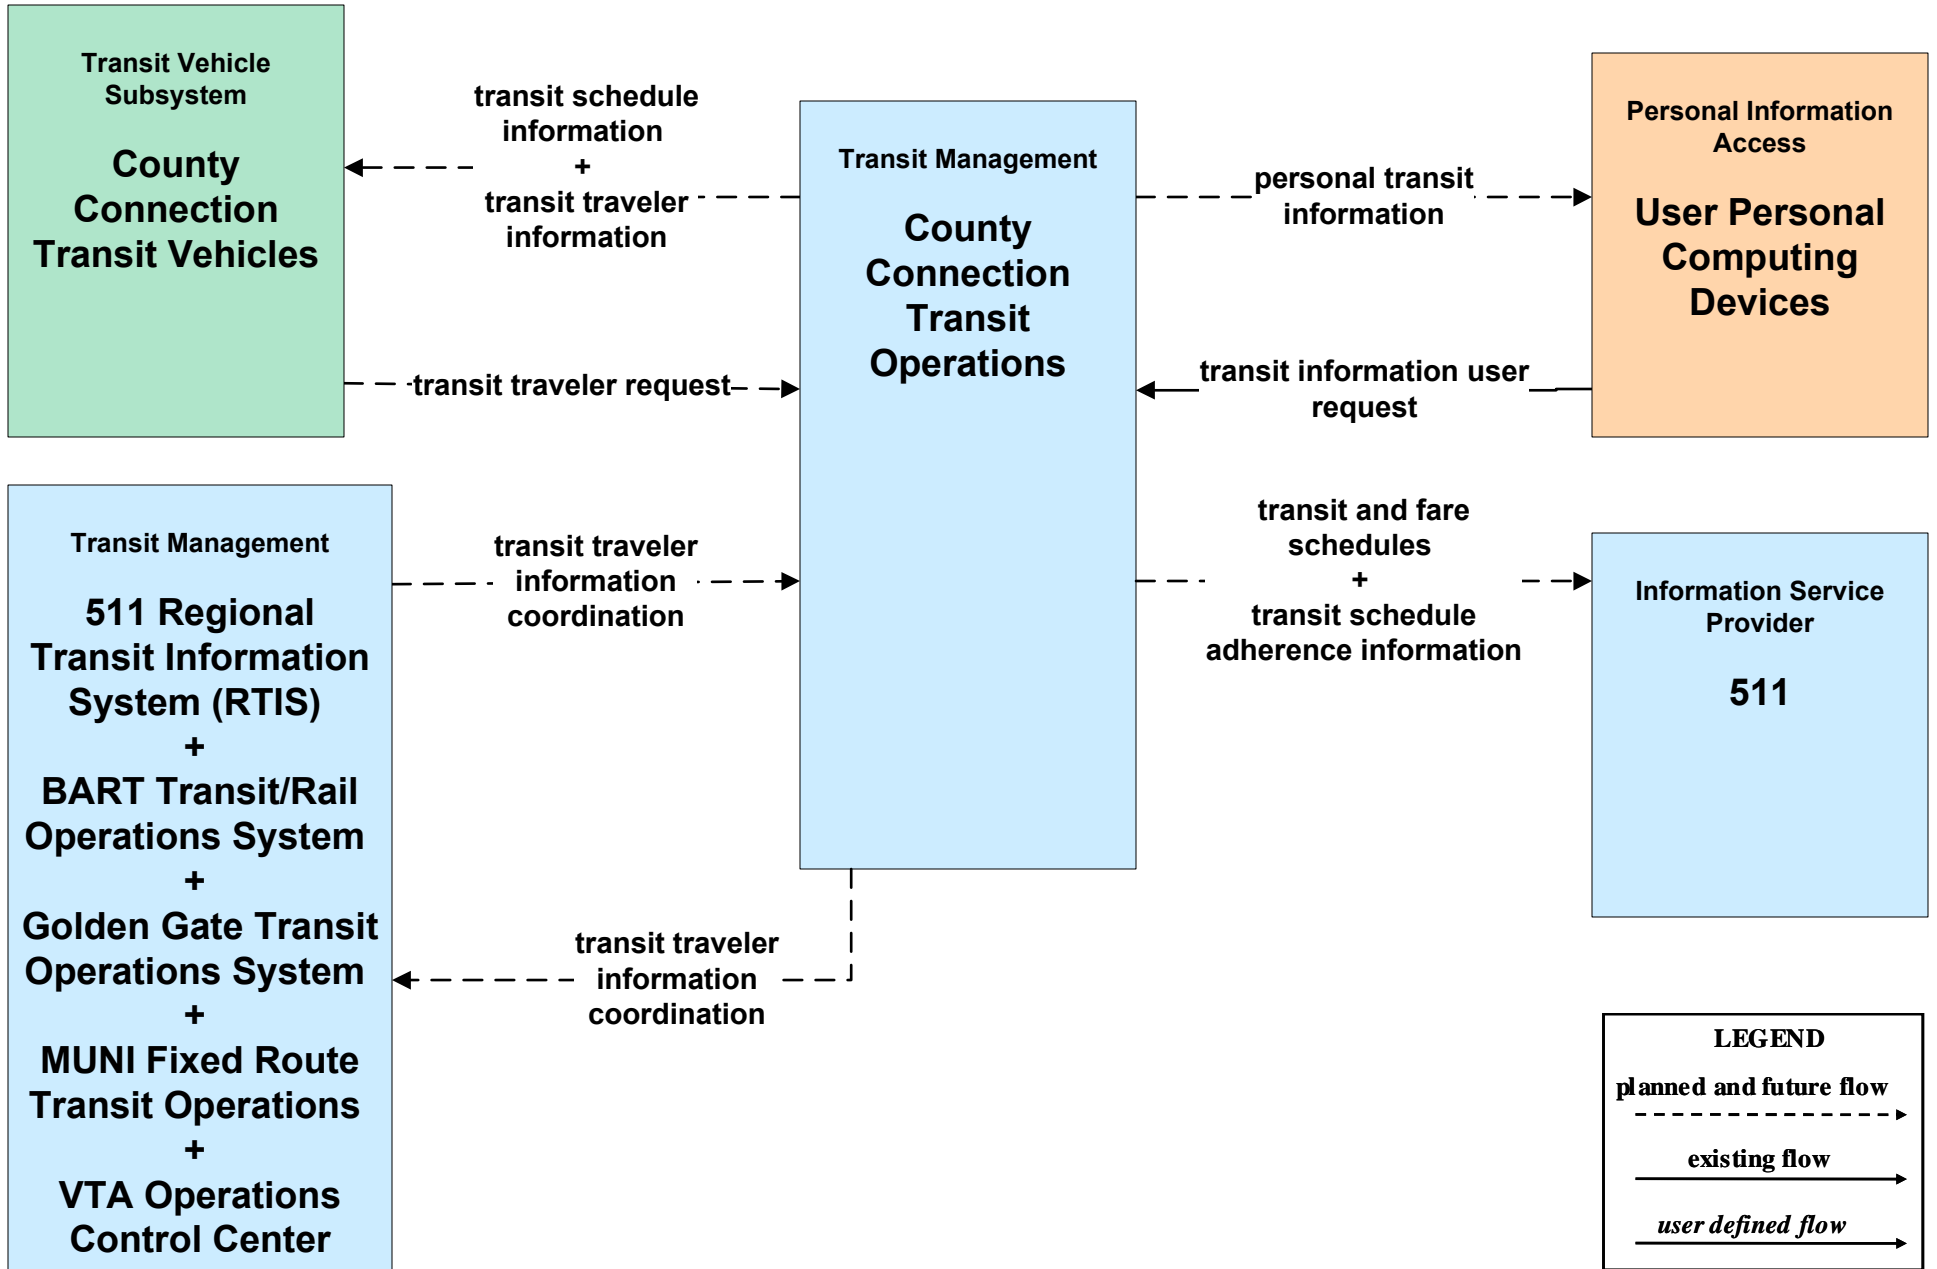 Transit Vehicle
Subsystem
County
Connection
Transit Vehicles
transit schedule
information
+
transit traveler
information
transit traveler request
Transit Management
County
Connection
Transit
Operations
personal transit
information
transit information user
request
Personal Information
Access
User Personal
Computing
Devices
Transit Management
511 Regional
Transit Information
System (RTIS)
+
BART Transit/Rail
Operations System
+
Golden Gate Transit
Operations System
+
MUNI Fixed Route
Transit Operations
+
VTA Operations
Control Center
transit traveler
information
coordination
transit traveler
information
coordination
transit and fare
schedules
+
transit schedule
adherence information
Information Service
Provider
511
LEGEND
planned and future flow
existing flow
user defined flow